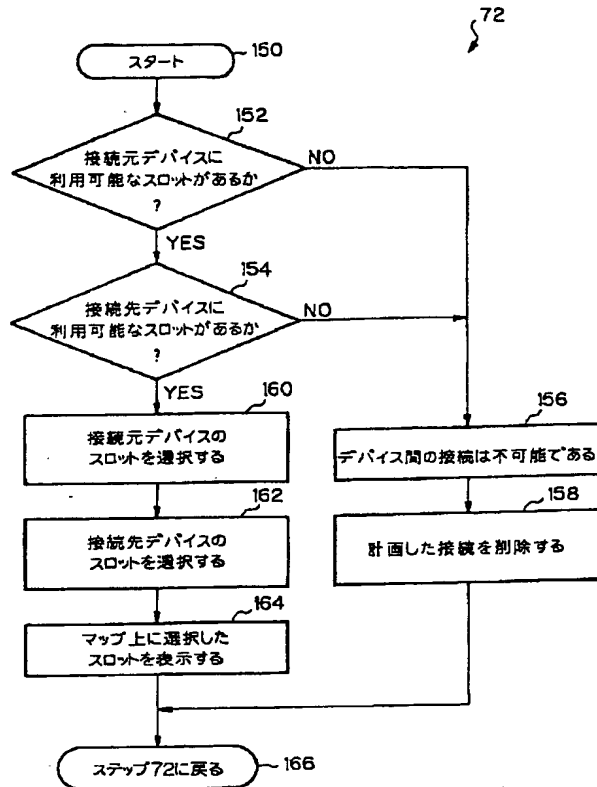 72
スタート
150
152
接続元デバイスに
利用可能なスロットがあるか
?
NO
YES
154
接続先デバイスに
利用可能なスロットがあるか
?
NO
YES
160
接続元デバイスの
スロットを選択する
156
デバイス間の接続は不可能である
162
接続先デバイスの
スロットを選択する
158
計画した接続を削除する
164
マップ上に選択した
スロットを表示する
ステップ72に戻る
166